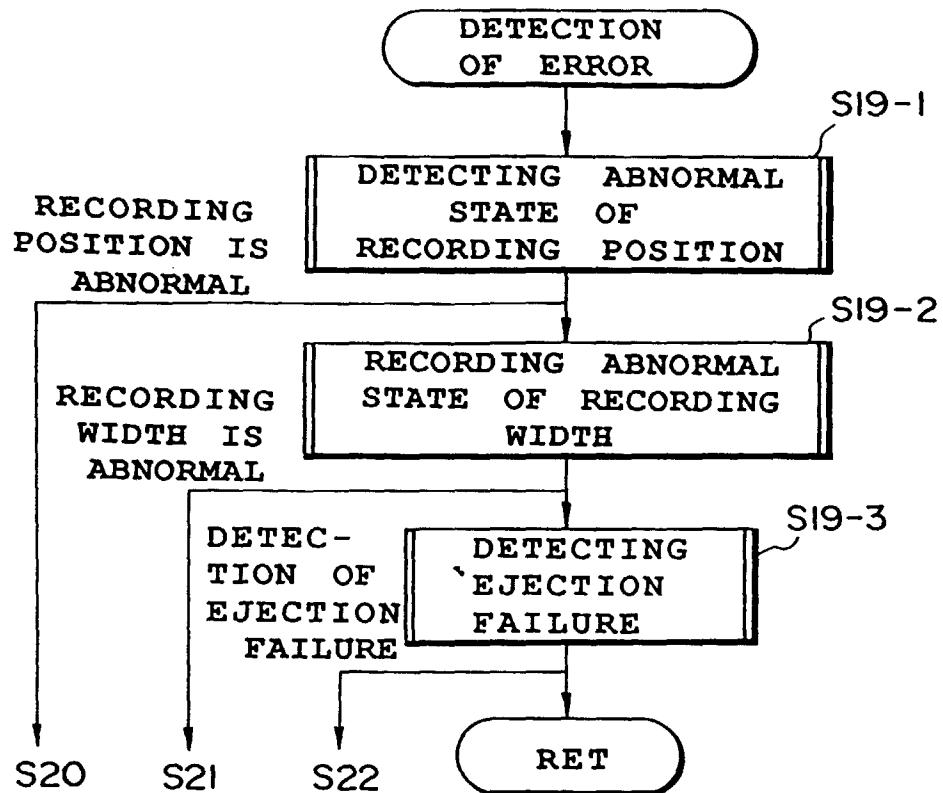 DETECTION
OF ERROR
S19-1
DETECTING ABNORMAL
STATE OF
RECORDING POSITION
RECORDING
POSITION IS
ABNORMAL
S19-2
RECORDING ABNORMAL
STATE OF RECORDING
WIDTH
RECORDING
WIDTH IS
ABNORMAL
S19-3
DETECTING
EJECTION
FAILURE
DETEC-
TION OF
EJECTION
FAILURE
S20
S21
S22
RET